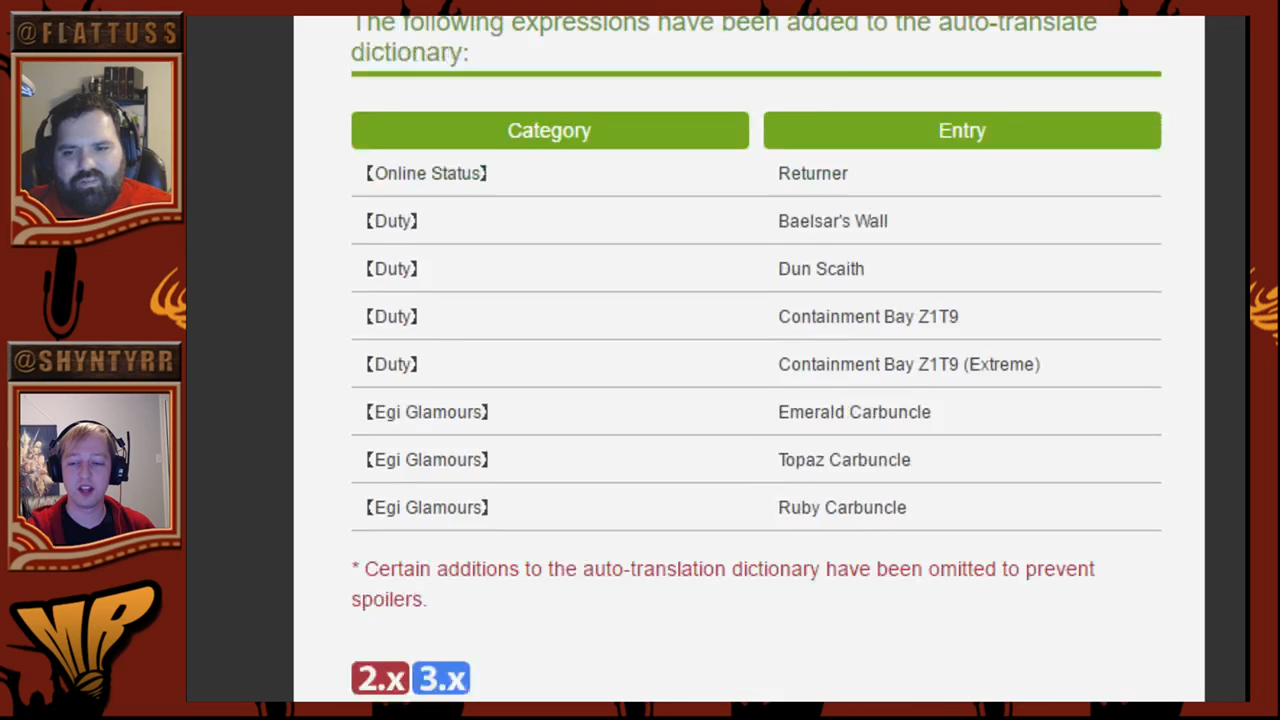 @FLATTUSS
The following expressions have been added to the auto-translate
dictionary:
Category Entry
【Online Status】 Returner
【Duty】 Baelsar's Wall
【Duty】 Dun Scaith
【Duty】 Containment Bay Z1T9
【Duty】 Containment Bay Z1T9 (Extreme)
【Egi Glamours】 Emerald Carbuncle
【Egi Glamours】 Topaz Carbuncle
【Egi Glamours】 Ruby Carbuncle
* Certain additions to the auto-translation dictionary have been omitted to prevent
spoilers.
2.x 3.x
@SHYNTYRR
MR